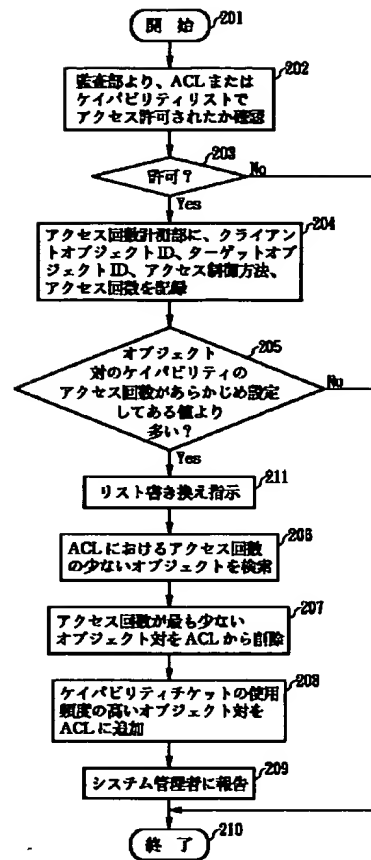 開始
201
202
監査部より、ACLまたは
ケイパビリティリストで
アクセス許可されたか確認
203
許可？
No
Yes
204
アクセス回数計測部に、クライアン
トオブジェクトID、ターゲットオブ
ジェクトID、アクセス制御方法、
アクセス回数を記録
205
オブジェクト
対のケイパビリティの
アクセス回数があらかじめ設定
してある値より
多い？
No
Yes
211
リスト書き換え指示
206
ACLにおけるアクセス回数
の少ないオブジェクトを検索
207
アクセス回数が最も少ない
オブジェクト対をACLから削除
208
ケイパビリティチケットの使用
頻度の高いオブジェクト対を
ACLに追加
209
システム管理者に報告
終了
210